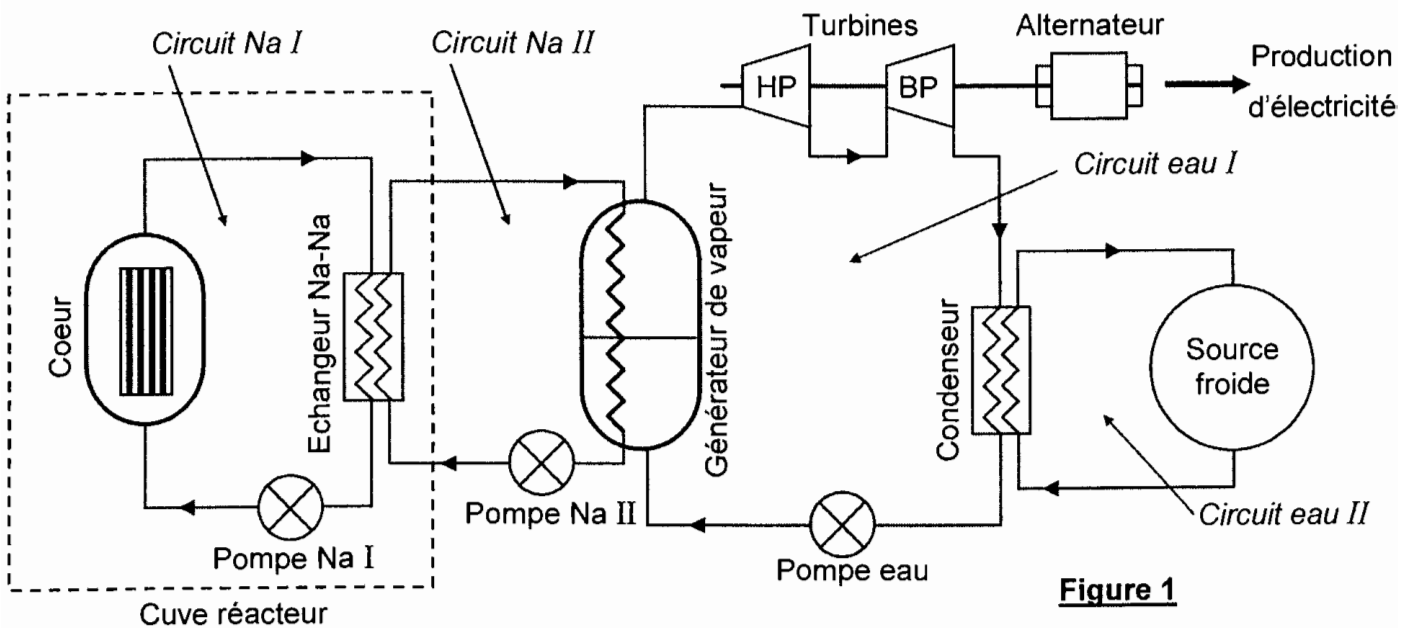 Circuit Na I
Circuit Na II
Turbines
Alternateur
HP
BP
Production
d'électricité
Circuit eau I
Coeur
Echangeur Na-Na
Générateur de vapeur
Condenseur
Source
froide
Pompe Na I
Pompe Na II
Pompe eau
Circuit eau II
Cuve réacteur
Figure 1